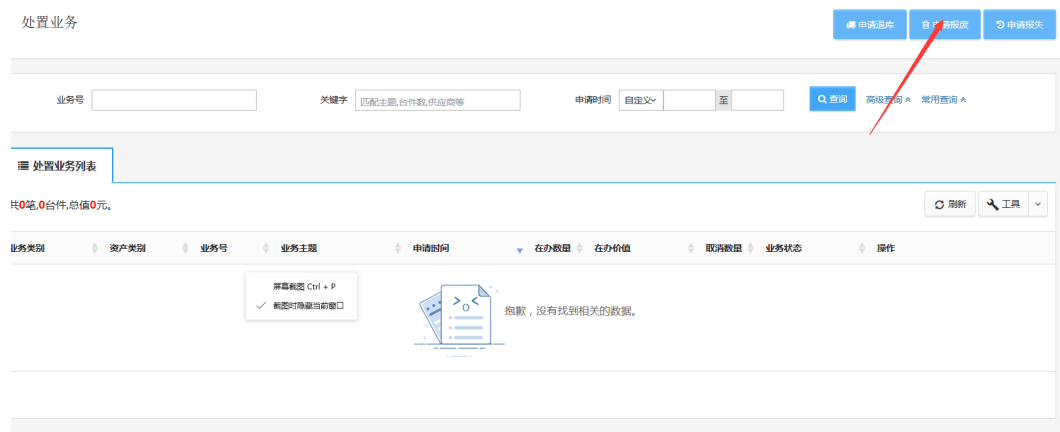 处置业务
申请退库 申请报废 申请报失
业务号 关键字 匹配主题,台件数,供应商等 申请时间 自定义 至 查询 高级查询 常用查询
处置业务列表
共0笔,0台件,总值0元。 刷新 工具
业务类别 资产类别 业务号 业务主题 申请时间 在办数量 在办价值 取消数量 业务状态 操作
屏幕截图 Ctrl + P
截图时隐藏当前窗口
抱歉，没有找到相关的数据。